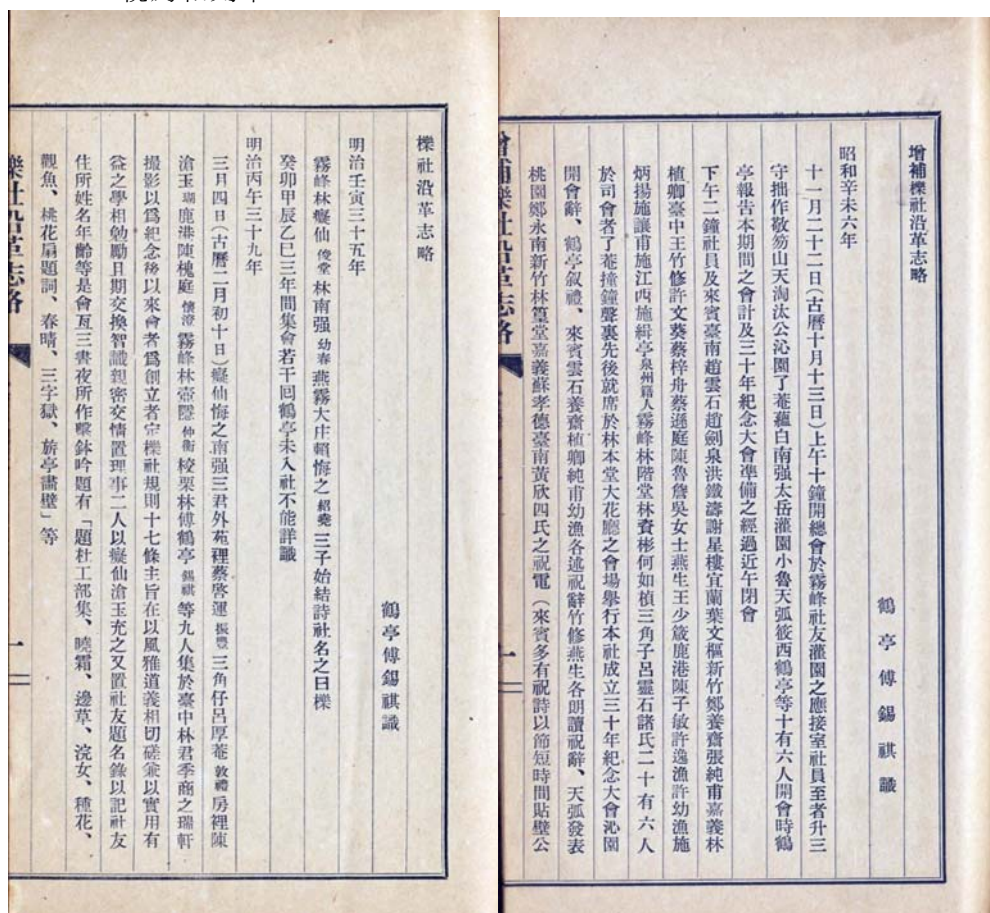 櫟社沿革志略
鶴亭傅錫祺識
明治壬寅三十五年
霧峰林癡仙俊堂林南强幼春燕霧大庄賴悔之紹堯三子始結詩社名之曰櫟
癸卯甲辰乙巳三年間集會若干回鶴亭未入社不能詳識
明治丙午三十九年
三月四日(古曆二月初十日)癡仙悔之南强三君外苑裡蔡啓運振豐三角仔呂厚菴敦禮房裡陳
滄玉瑚鹿港陳槐庭懷澄霧峰林壺隱仲衡校栗林傅鶴亭錫祺等九人集於臺中林君季商之瑞軒
撮影以爲紀念後以來會者爲創立者定櫟社規則十七條主旨在以風雅道義相切磋兼以實用有
益之學相勉勵且期交換智識親密交情置理事二人以癡仙滄玉充之又置社友題名錄以記社友
住所姓名年齡等是會亙三晝夜所作擊鉢吟題有「題杜工部集、曉霜、邊草、浣女、種花、
觀魚、桃花扇題詞、春晴、三字獄、旂亭畵壁」等
櫟社沿革志略
一
增補櫟社沿革志略
鶴亭傅錫祺識
昭和辛未六年
十一月二十二日(古曆十月十三日)上午十鐘開總會於霧峰社友灌園之應接室社員至者升三
守拙作敬笏山天淘汰公沁園了菴蘊白南强太岳灌園小魯天弧筱西鶴亭等十有六人開會時鶴
亭報告本期間之會計及三十年紀念大會準備之經過近午閉會
下午二鐘社員及來賓臺南趙雲石趙劍泉洪鐵濤謝星樓宜蘭葉文樞新竹鄭養齋張純甫嘉義林
植卿臺中王竹修許文葵蔡梓舟蔡遜庭陳魯詹吳女士燕生王少箴鹿港陳子敏許逸漁許幼漁施
炳揚施讓甫施江西施緝亭泉州籍人霧峰林階堂林資彬何如楨三角子呂靈石諸氏二十有六人
於司會者了菴撞鐘聲裏先後就席於林本堂大花廳之會場舉行本社成立三十年紀念大會沁園
開會辭、鶴亭叙禮、來賓雲石養齋植卿純甫幼漁各述祝辭竹修燕生各朗讀祝辭、天弧發表
桃園鄭永南新竹林篁堂嘉義蘇孝德臺南黃欣四氏之祝電(來賓多有祝詩以節短時間貼壁公
增補櫟社沿革志略